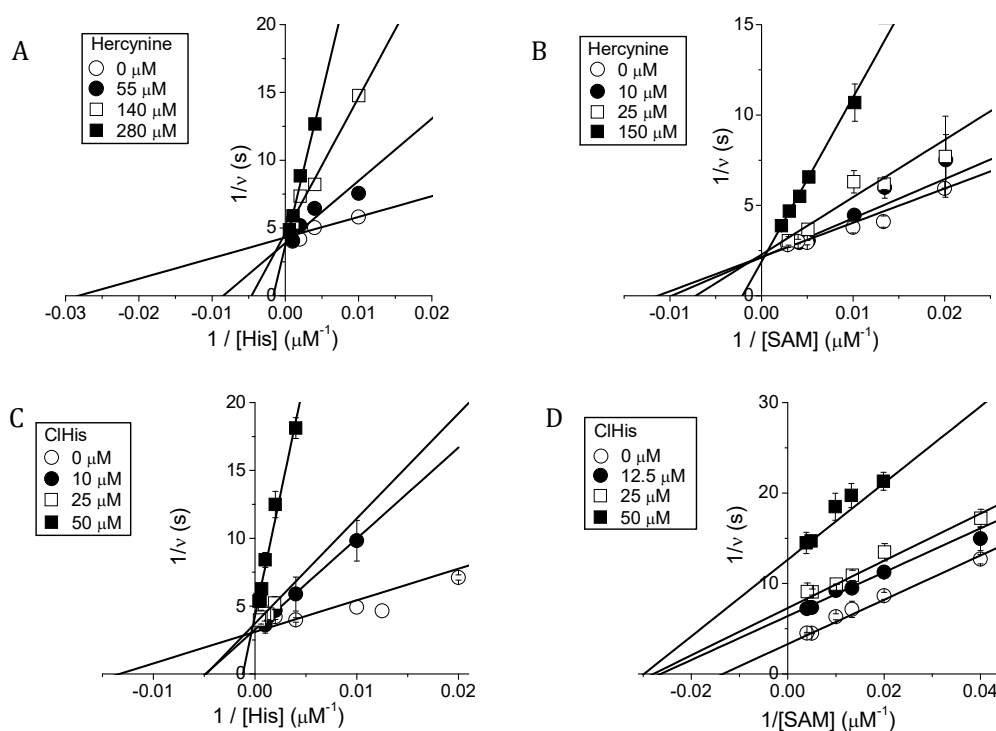 A
Hercynine
0 μM
55 μM
140 μM
280 μM
20
15
10
5
0
1/ν (s)
-0.03
-0.02
-0.01
0.00
0.01
0.02
1 / [His] (μM⁻¹)
B
Hercynine
0 μM
10 μM
25 μM
150 μM
15
10
5
0
1/ν (s)
-0.01
0.00
0.01
0.02
1 / [SAM] (μM⁻¹)
C
ClHis
0 μM
10 μM
25 μM
50 μM
20
15
10
5
0
1/ν (s)
-0.01
0.00
0.01
0.02
1 / [His] (μM⁻¹)
D
ClHis
0 μM
12.5 μM
25 μM
50 μM
30
20
10
0
1/ν (s)
-0.02
0.00
0.02
0.04
1/[SAM] (μM⁻¹)